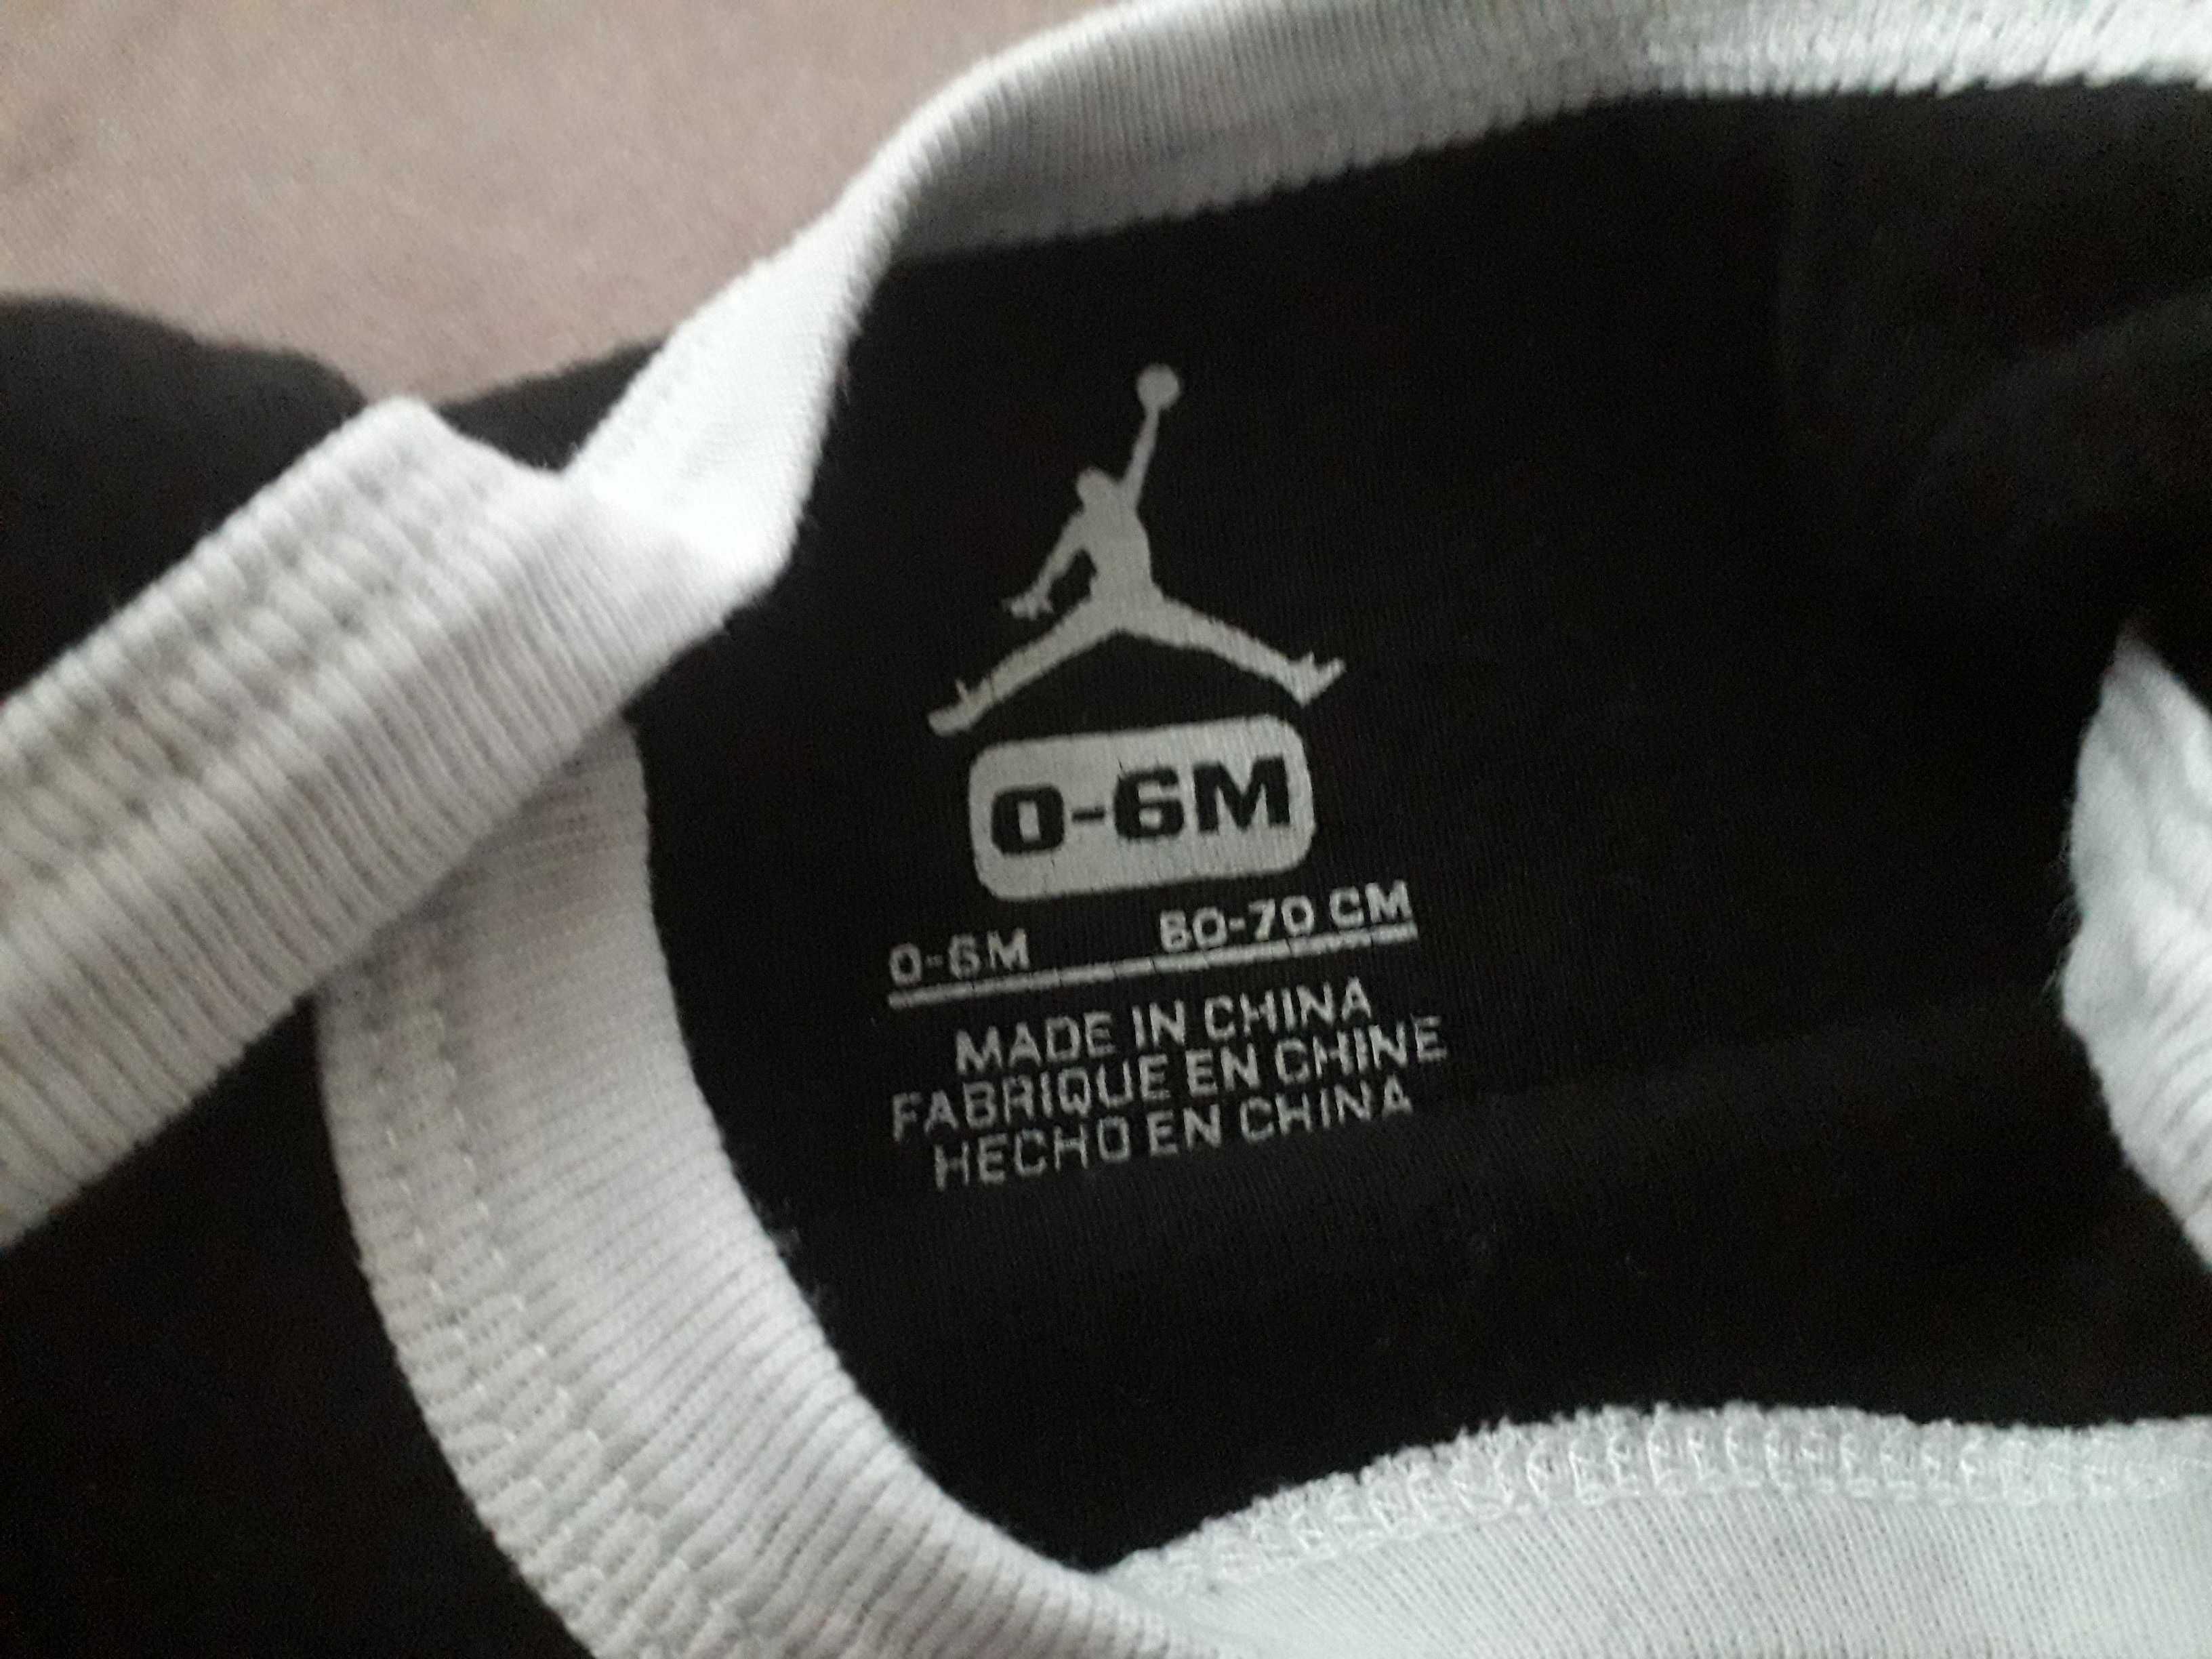 0-6M
0-6M 60-70 CM
MADE IN CHINA
FABRIQUE EN CHINE
HECHO EN CHINA